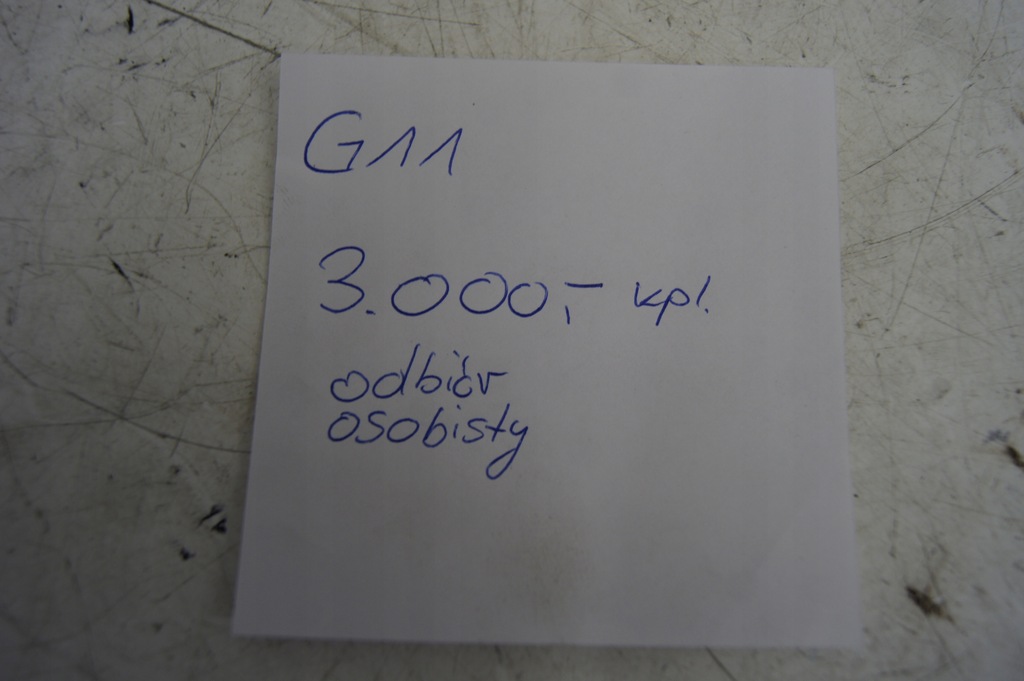 G11
3.000,- kpl.
odbiór
osobisty